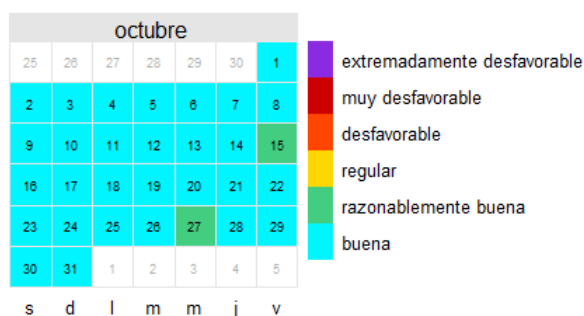 octubre
25 26 27 28 29 30 1
2 3 4 5 6 7 8
9 10 11 12 13 14 15
16 17 18 19 20 21 22
23 24 25 26 27 28 29
30 31 1 2 3 4 5
s d l m m j v
extremadamente desfavorable
muy desfavorable
desfavorable
regular
razonablemente buena
buena